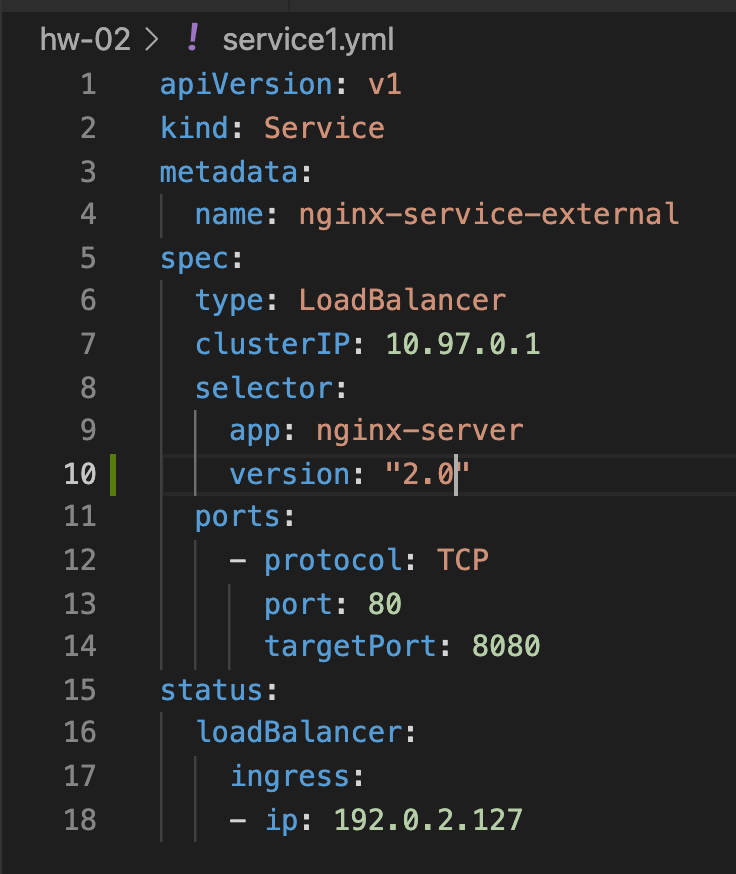 hw-02 > ! service1.yml
1 apiVersion: v1
2 kind: Service
3 metadata:
4   name: nginx-service-external
5 spec:
6   type: LoadBalancer
7   clusterIP: 10.97.0.1
8   selector:
9     app: nginx-server
10     version: "2.0"
11   ports:
12     - protocol: TCP
13       port: 80
14       targetPort: 8080
15 status:
16   loadBalancer:
17     ingress:
18     - ip: 192.0.2.127